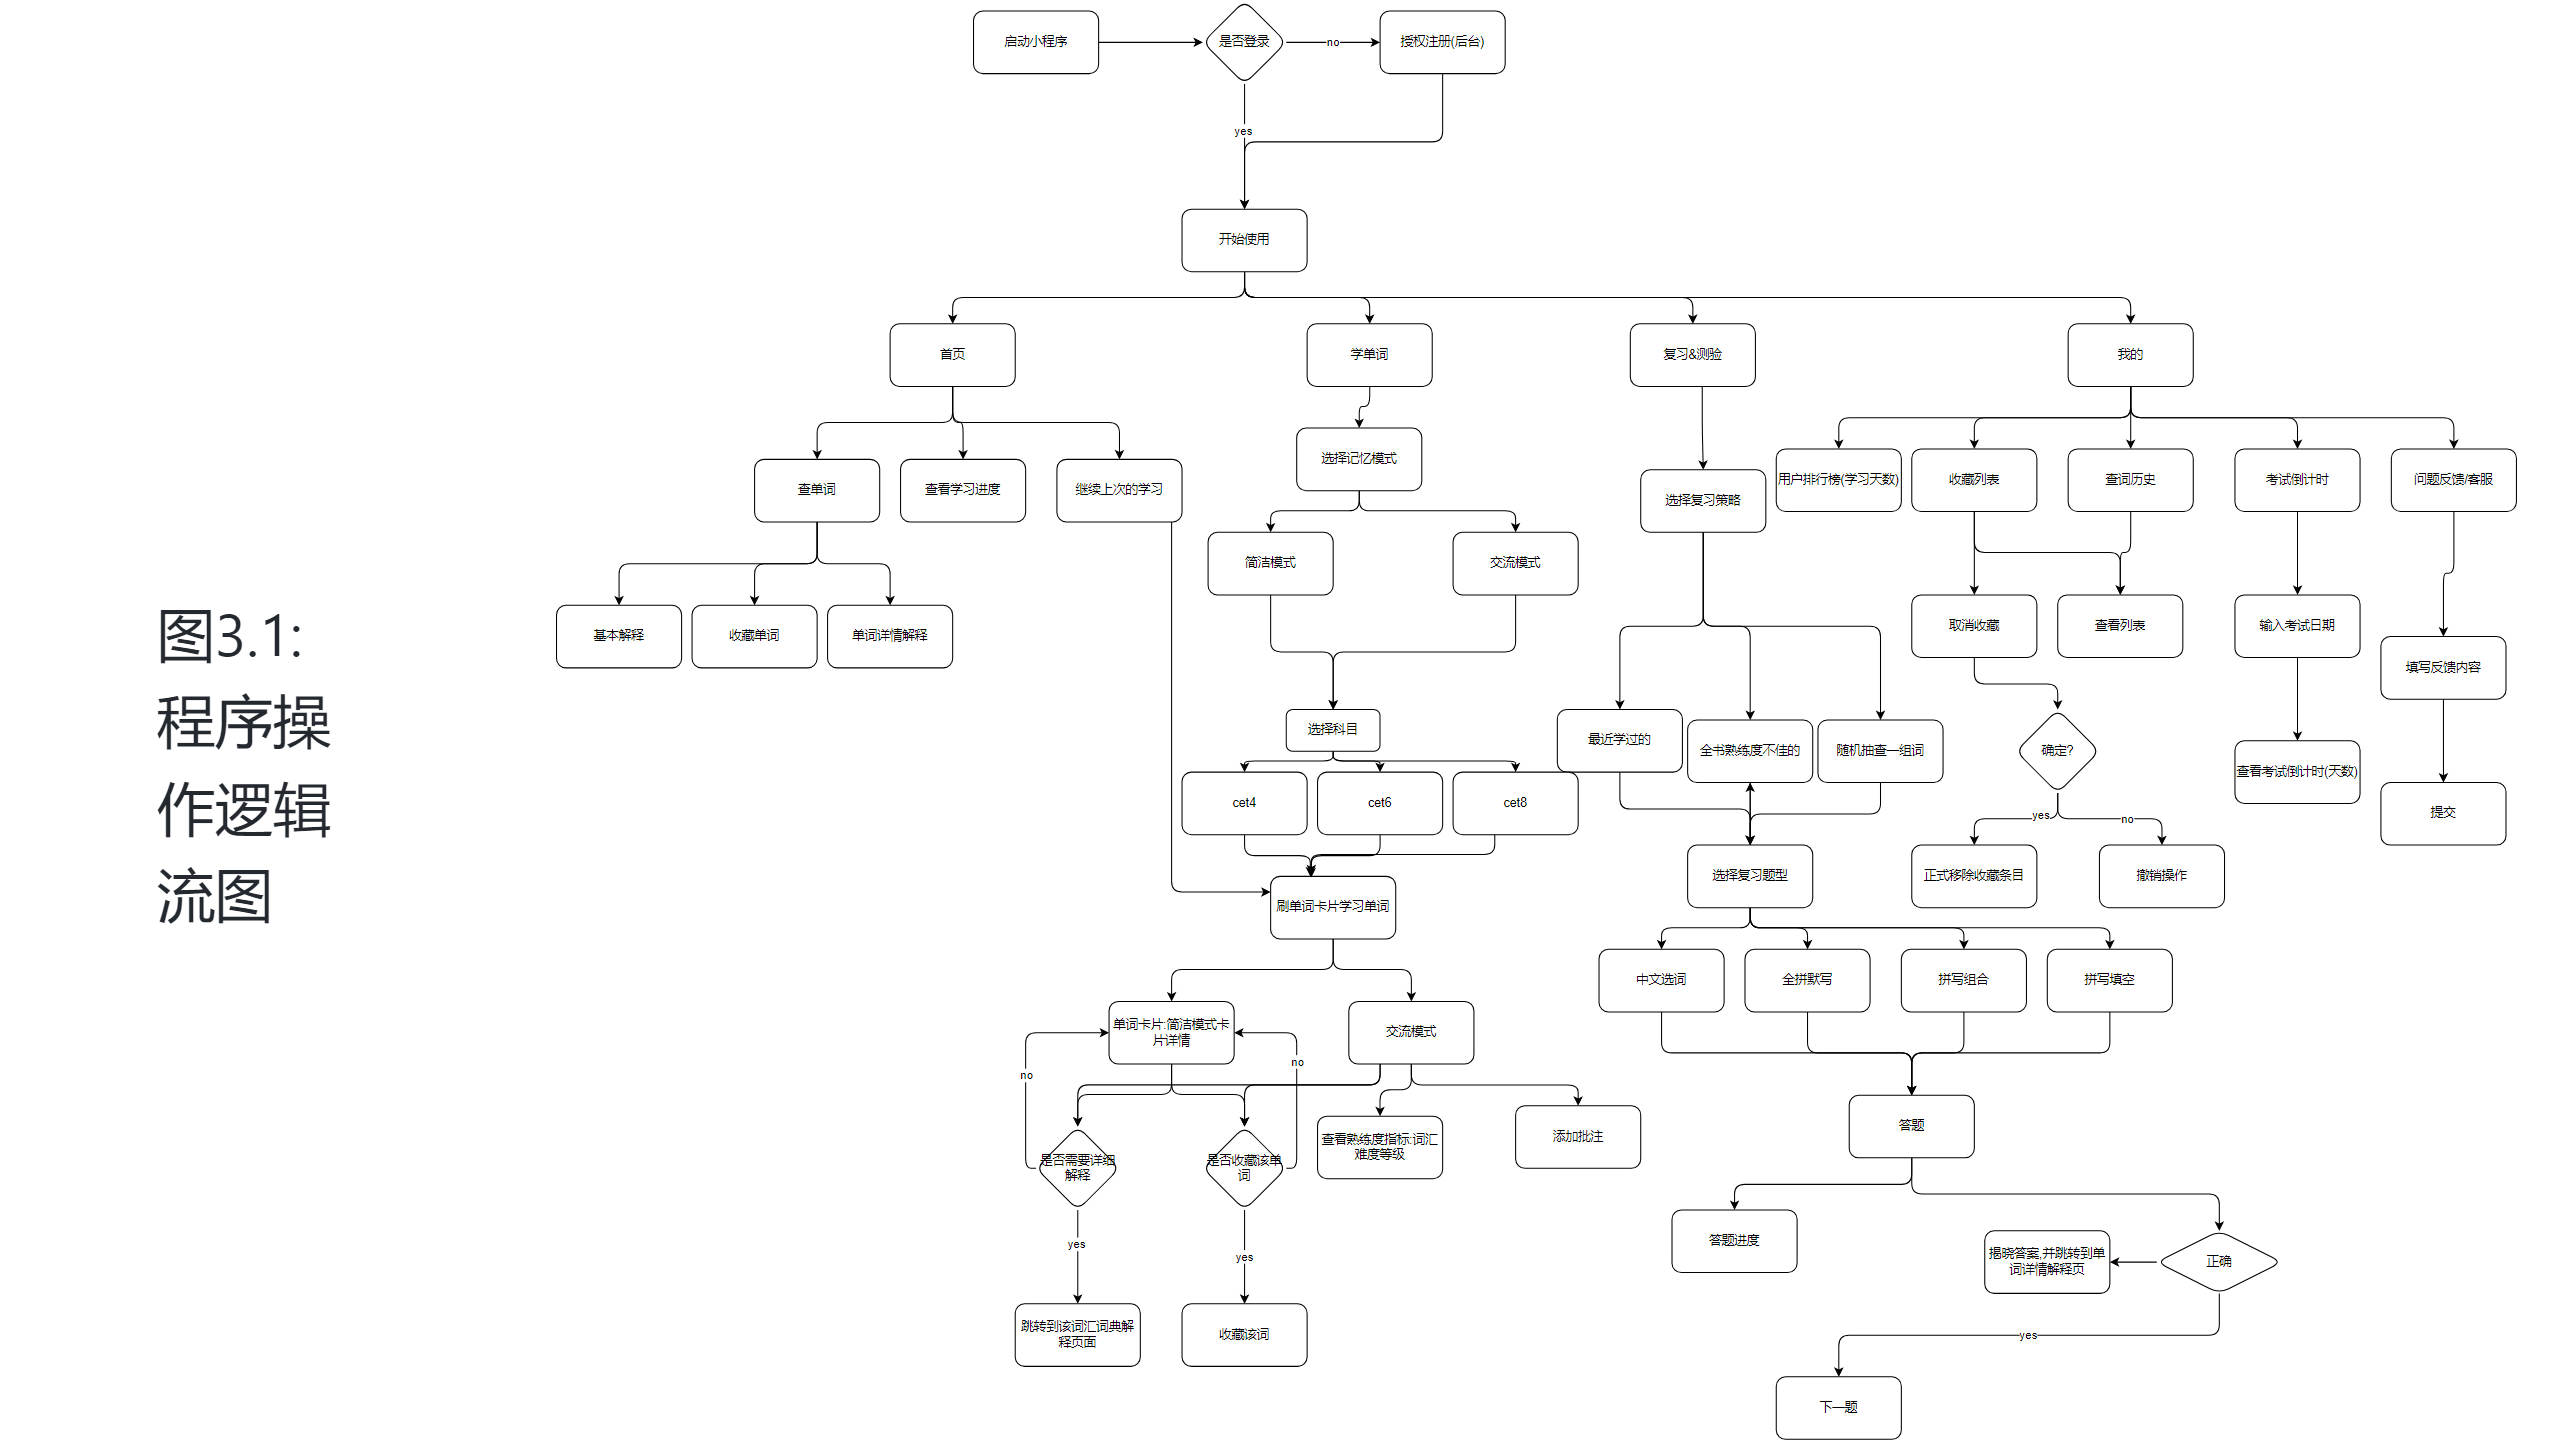 启动小程序
是否登录
no
授权注册(后台)
yes
开始使用
首页
学单词
复习&测验
我的
选择记忆模式
查单词
查看学习进度
继续上次的学习
选择复习策略
用户排行榜(学习天数)
收藏列表
查词历史
考试倒计时
问题反馈/客服
简洁模式
交流模式
基本解释
收藏单词
单词详情解释
取消收藏
查看列表
输入考试日期
填写反馈内容
图3.1:
程序操
作逻辑
流图
选择科目
最近学过的
全书熟练度不佳的
随机抽查一组词
确定?
查看考试倒计时(天数)
cet4
cet6
cet8
yes
no
提交
刷单词卡片学习单词
选择复习题型
正式移除收藏条目
撤销操作
中文选词
全拼默写
拼写组合
拼写填空
单词卡片:简洁模式卡
片详情
交流模式
no
no
答题
是否需要详细
解释
是否收藏该单
词
查看熟练度指标:词汇
难度等级
添加批注
yes
yes
答题进度
揭晓答案,并跳转到单
词详情解释页
正确
跳转到该词汇词典解
释页面
收藏该词
yes
下一题